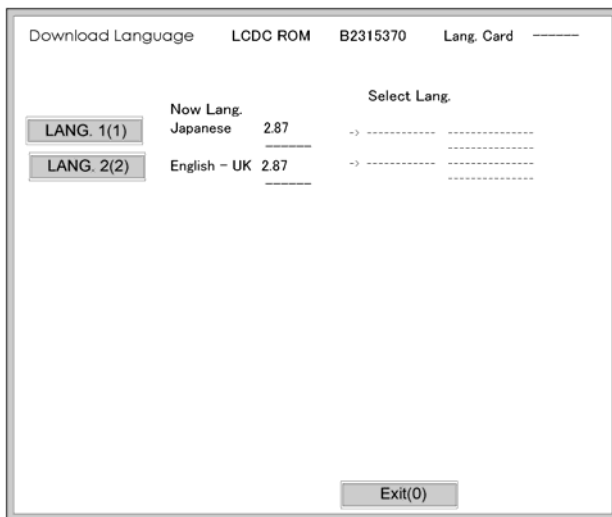 Download Language LCDC ROM B2315370 Lang. Card ------
Select Lang.
Now Lang.
LANG. 1(1) Japanese 2.87 -> ------------ ---------------
------ ---------------
LANG. 2(2) English - UK 2.87 -> ------------ ---------------
------ ---------------
Exit(0)